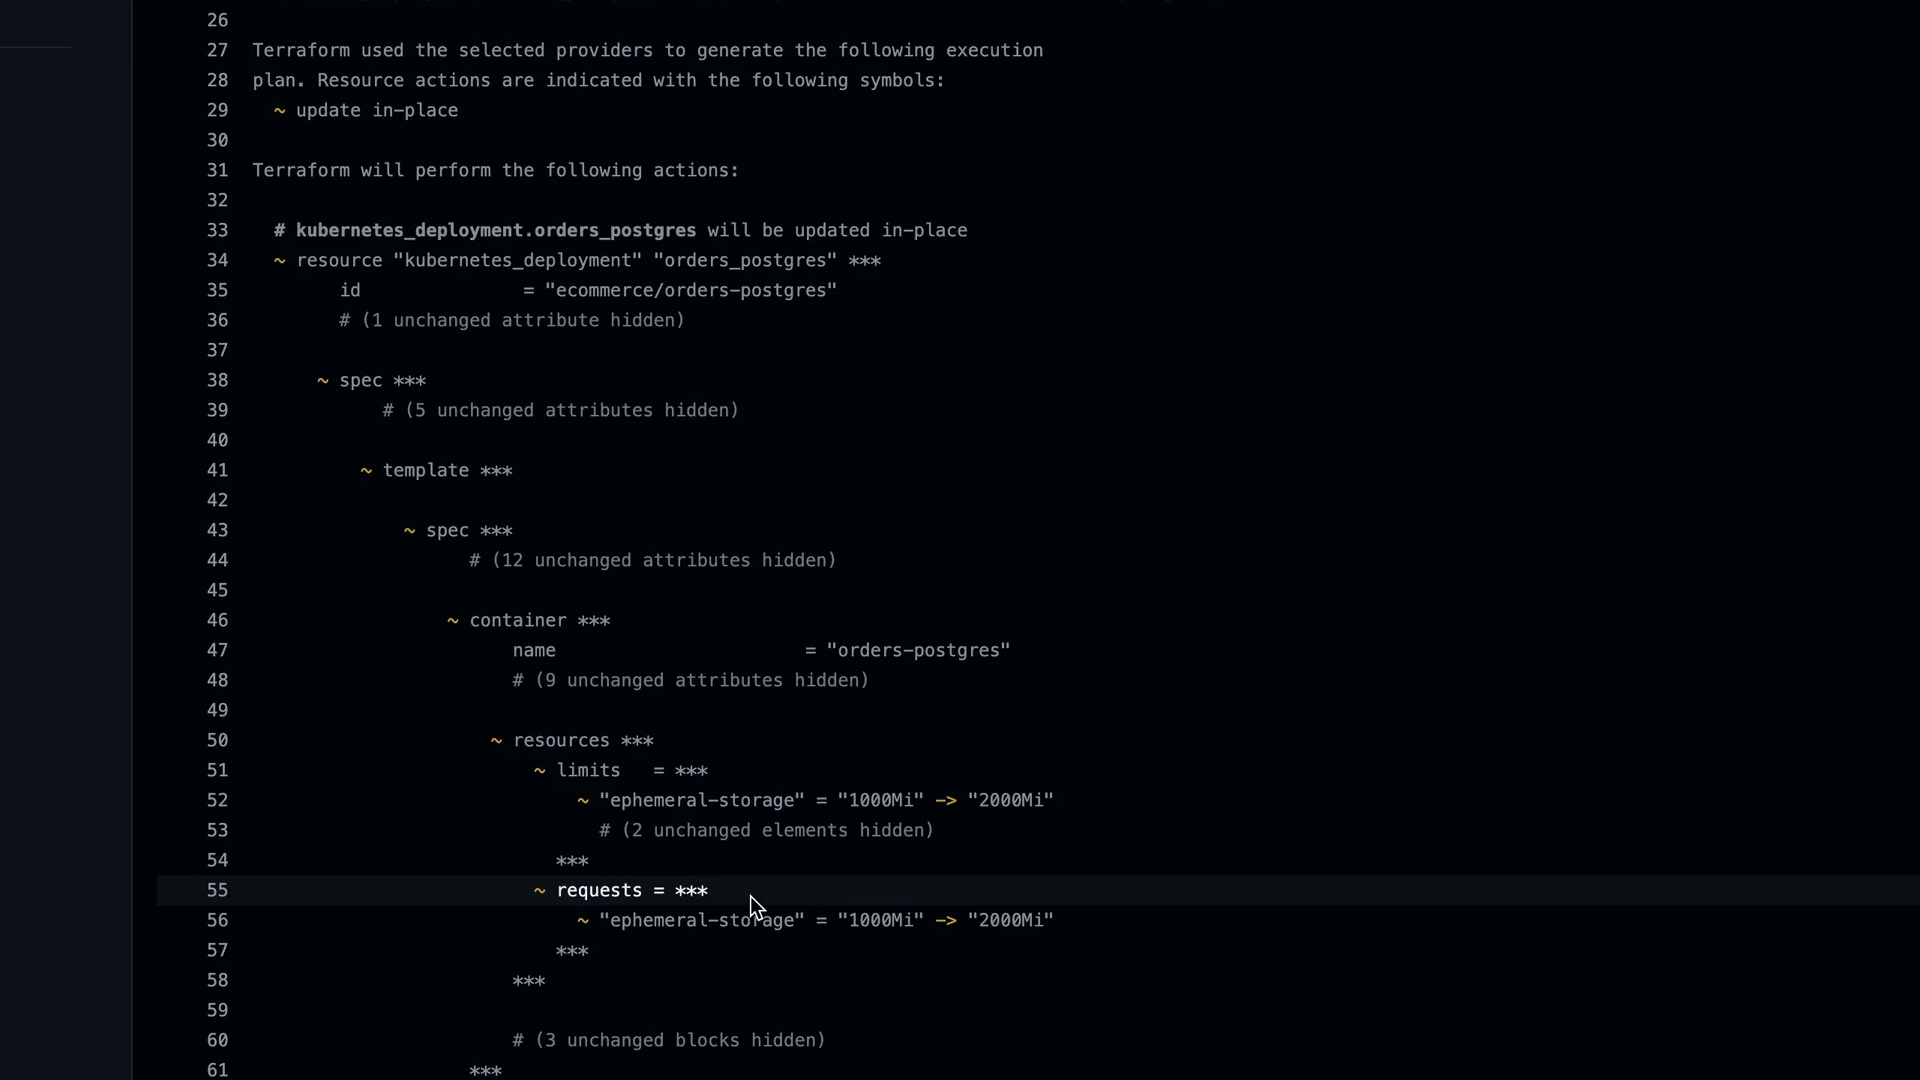 26
27 Terraform used the selected providers to generate the following execution
28 plan. Resource actions are indicated with the following symbols:
29 ~ update in-place
30
31 Terraform will perform the following actions:
32
33 # kubernetes_deployment.orders_postgres will be updated in-place
34 ~ resource "kubernetes_deployment" "orders_postgres" ***
35 id = "ecommerce/orders-postgres"
36 # (1 unchanged attribute hidden)
37
38 ~ spec ***
39 # (5 unchanged attributes hidden)
40
41 ~ template ***
42
43 ~ spec ***
44 # (12 unchanged attributes hidden)
45
46 ~ container ***
47 name = "orders-postgres"
48 # (9 unchanged attributes hidden)
49
50 ~ resources ***
51 ~ limits = ***
52 ~ "ephemeral-storage" = "1000Mi" -> "2000Mi"
53 # (2 unchanged elements hidden)
54 ***
55 ~ requests = ***
56 ~ "ephemeral-storage" = "1000Mi" -> "2000Mi"
57 ***
58 ***
59
60 # (3 unchanged blocks hidden)
61 ***